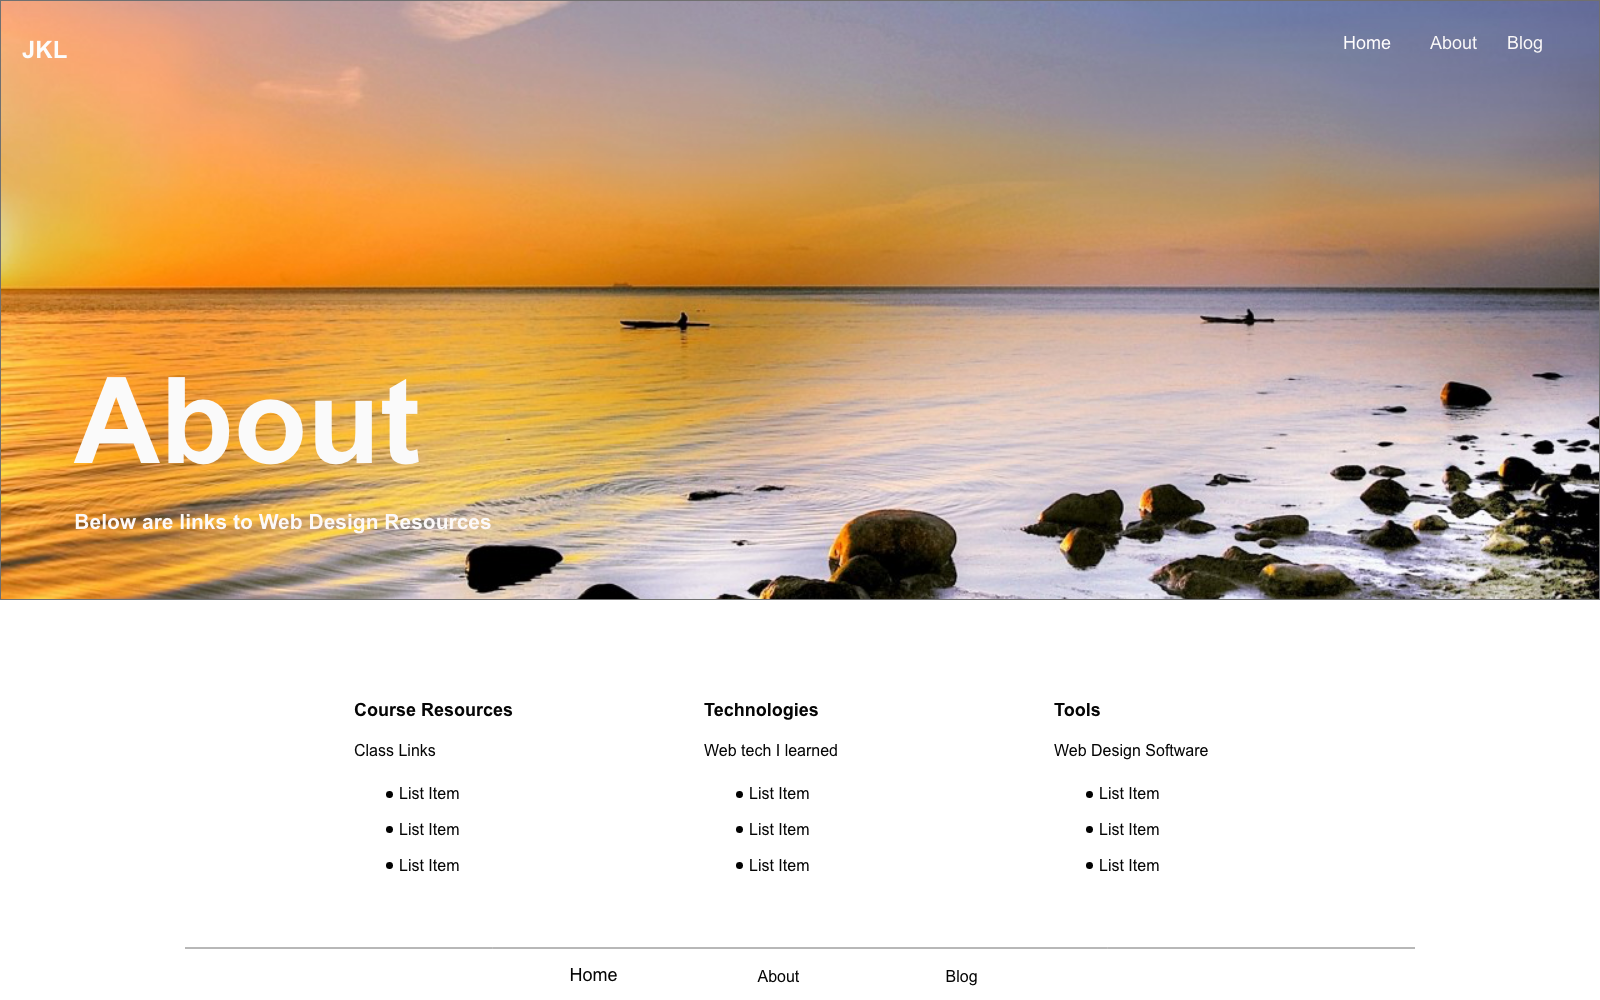 JKL
Home About Blog
About
Below are links to Web Design Resources
Course Resources
Class Links
List Item
List Item
List Item
Technologies
Web tech I learned
List Item
List Item
List Item
Tools
Web Design Software
List Item
List Item
List Item
Home About Blog